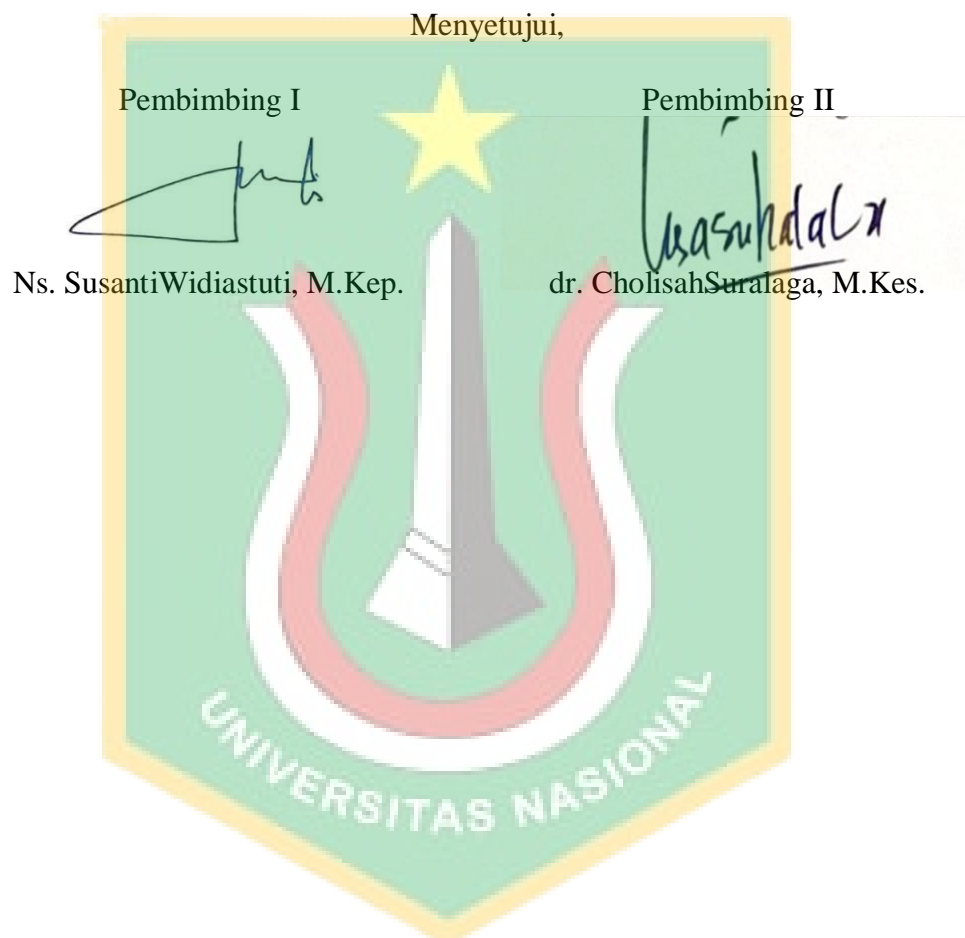 Menyetujui,
Pembimbing I Pembimbing II
Ns. SusantiWidiastuti, M.Kep. dr. CholisahSuralaga, M.Kes.
UNIVERSITAS NASIONAL